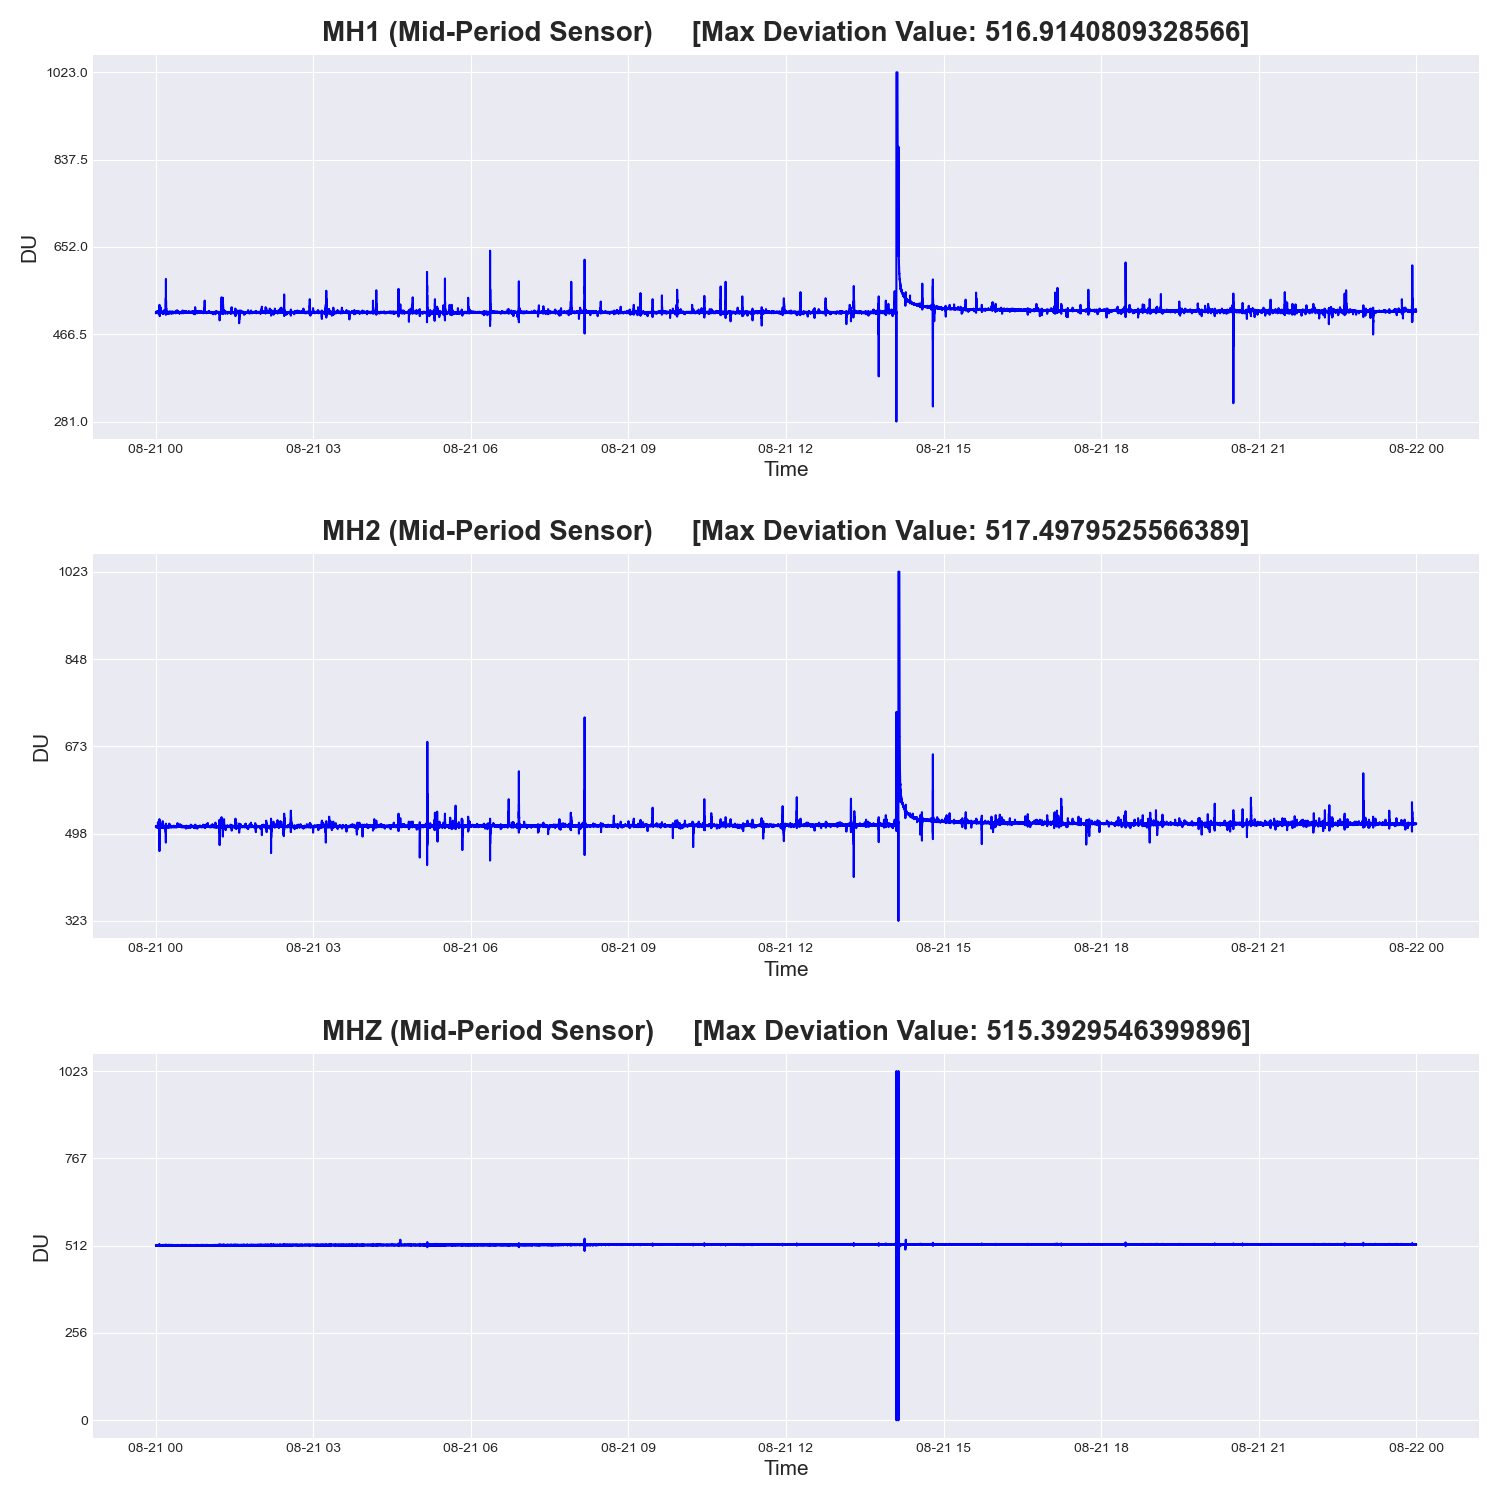 MH1 (Mid-Period Sensor) [Max Deviation Value: 516.9140809328566]
1023.0
837.5
652.0
466.5
281.0
DU
08-21 00 08-21 03 08-21 06 08-21 09 08-21 12 08-21 15 08-21 18 08-21 21 08-22 00
Time
MH2 (Mid-Period Sensor) [Max Deviation Value: 517.4979525566389]
1023
848
673
498
323
DU
08-21 00 08-21 03 08-21 06 08-21 09 08-21 12 08-21 15 08-21 18 08-21 21 08-22 00
Time
MHZ (Mid-Period Sensor) [Max Deviation Value: 515.3929546399896]
1023
767
512
256
0
DU
08-21 00 08-21 03 08-21 06 08-21 09 08-21 12 08-21 15 08-21 18 08-21 21 08-22 00
Time